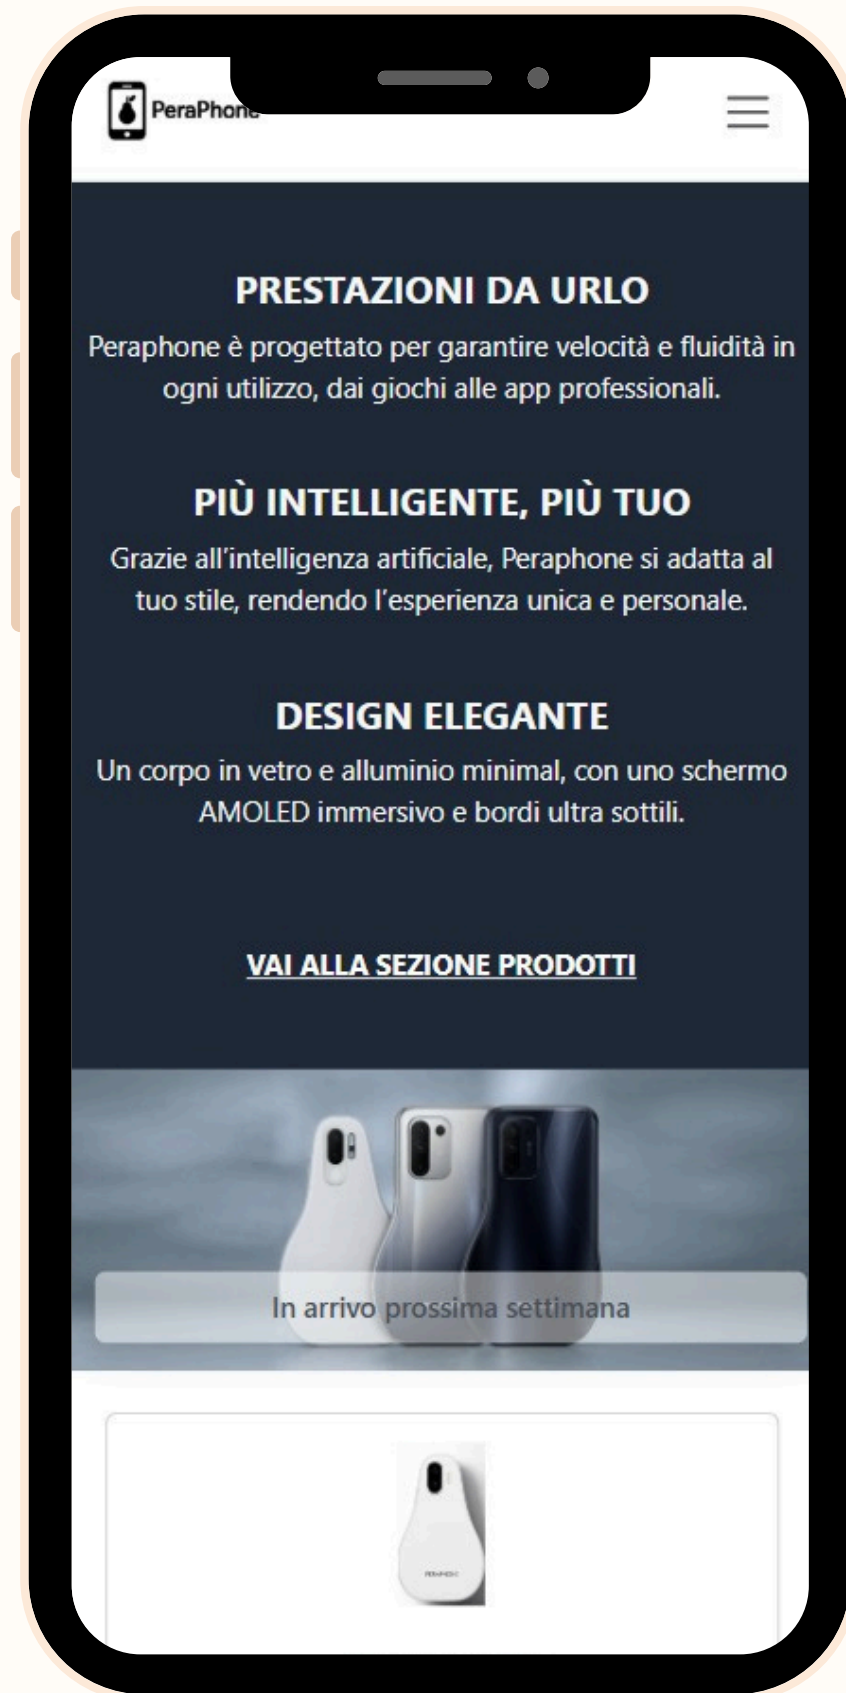 PeraPhone
PRESTAZIONI DA URLO
Peraphone è progettato per garantire velocità e fluidità in
ogni utilizzo, dai giochi alle app professionali.
PIÙ INTELLIGENTE, PIÙ TUO
Grazie all'intelligenza artificiale, Peraphone si adatta al
tuo stile, rendendo l'esperienza unica e personale.
DESIGN ELEGANTE
Un corpo in vetro e alluminio minimal, con uno schermo
AMOLED immersivo e bordi ultra sottili.
VAI ALLA SEZIONE PRODOTTI
In arrivo prossima settimana